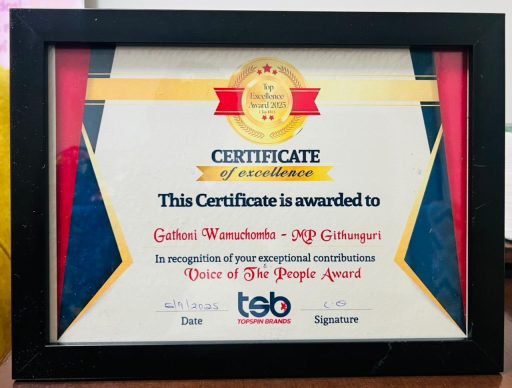 Top
Excellence
Award 2025
CERTIFICATE
of excellence
This Certificate is awarded to
Gathoni Wamuchomba - MP Githunguri
In recognition of your exceptional contributions
Voice of The People Award
tsb
TOPSPIN BRANDS
Date
Signature